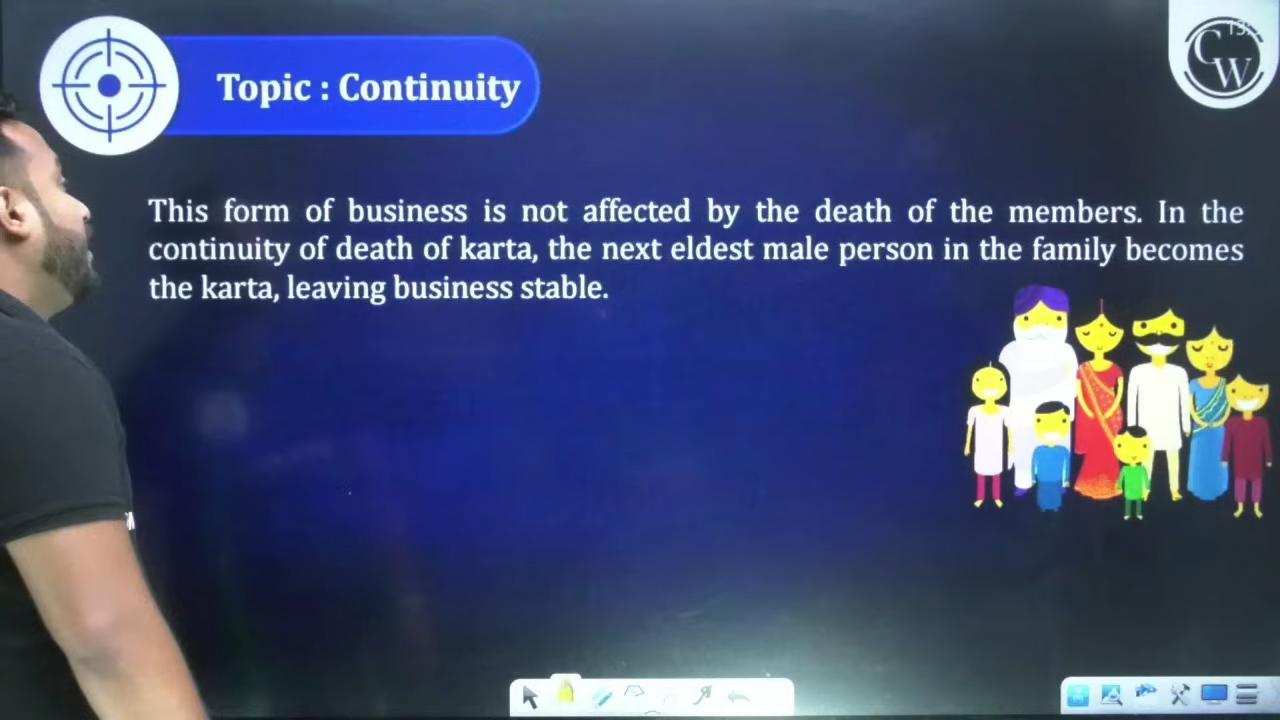 Topic : Continuity
CW
This form of business is not affected by the death of the members. In the
continuity of death of karta, the next eldest male person in the family becomes
the karta, leaving business stable.